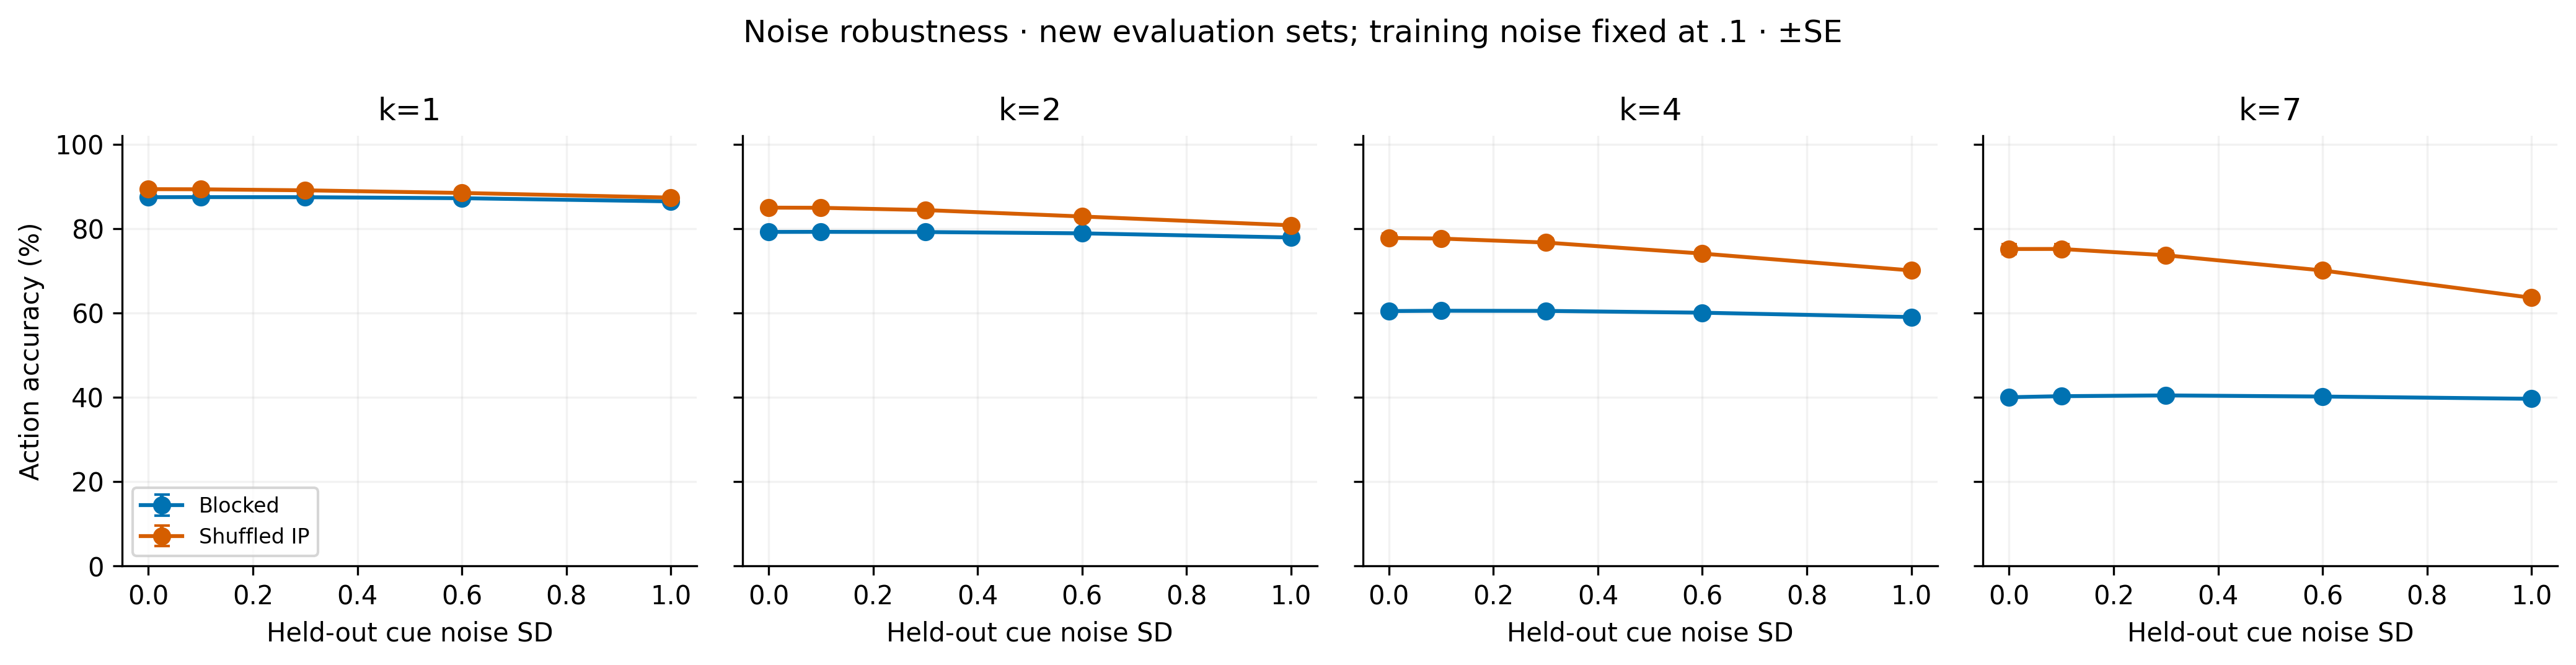 Noise robustness · new evaluation sets; training noise fixed at .1 · ±SE
k=1
k=2
k=4
k=7
Action accuracy (%)
100
80
60
40
20
0
Blocked
Shuffled IP
0.0 0.2 0.4 0.6 0.8 1.0
0.0 0.2 0.4 0.6 0.8 1.0
0.0 0.2 0.4 0.6 0.8 1.0
0.0 0.2 0.4 0.6 0.8 1.0
Held-out cue noise SD
Held-out cue noise SD
Held-out cue noise SD
Held-out cue noise SD